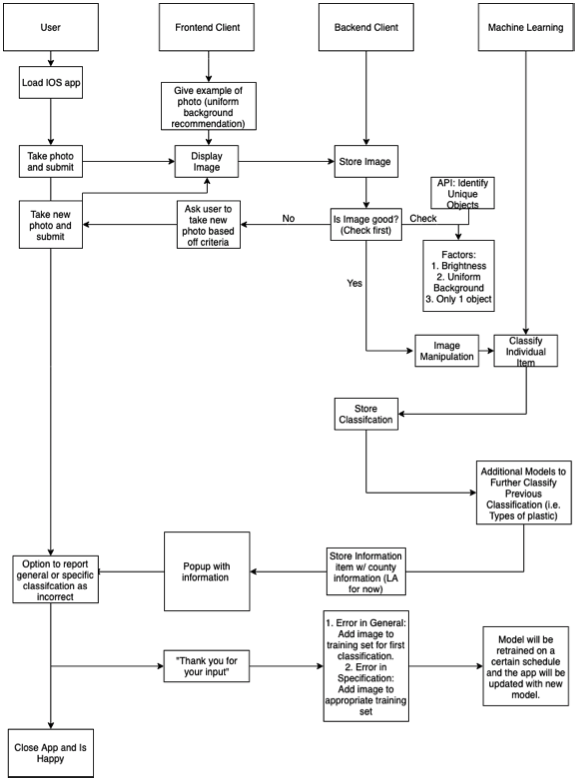 User
Frontend Client
Backend Client
Machine Learning
Load IOS app
Give example of
photo (uniform
background
recommendation)
Take photo
and submit
Display
Image
Store Image
API: Identify
Unique
Objects
Take new
photo and
submit
Ask user to
take new
photo based
off criteria
No
Is Image good?
(Check first)
Check
Factors:
1. Brightness
2. Uniform
Background
3. Only 1 object
Yes
Image
Manipulation
Classify
Individual
Item
Store
Classifcation
Additional Models to
Further Classify
Previous
Classification (i.e.
Types of plastic)
Option to report
general or specific
classifcation as
incorrect
Popup with
information
Store Information
item w/ county
information (LA
for now)
"Thank you for
your input"
1. Error in General:
Add image to
training set for first
classification.
2. Error in
Specification:
Add image to
appropriate training
set
Model will be
retrained on a
certain schedule
and the app will be
updated with new
model.
Close App and Is
Happy